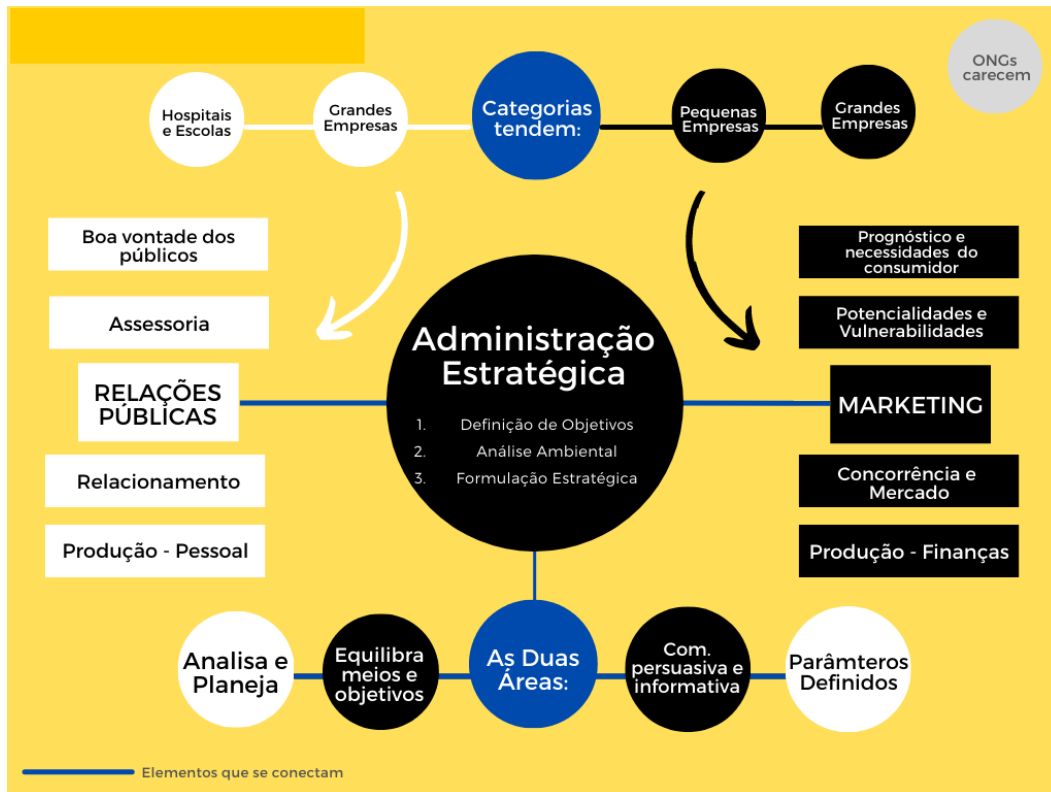 ONGs
carecem
Hospitais
e Escolas
Grandes
Empresas
Categorias
tendem:
Pequenas
Empresas
Grandes
Empresas
Boa vontade dos
públicos
Assessoria
RELAÇÕES
PÚBLICAS
Relacionamento
Produção - Pessoal
Administração
Estratégica
1. Definição de Objetivos
2. Análise Ambiental
3. Formulação Estratégica
Prognóstico e
necessidades do
consumidor
Potencialidades e
Vulnerabilidades
MARKETING
Concorrência e
Mercado
Produção - Finanças
Analisa e
Planeja
Equilibra
meios e
objetivos
As Duas
Áreas:
Com.
persuasiva e
informativa
Parâmteros
Definidos
Elementos que se conectam